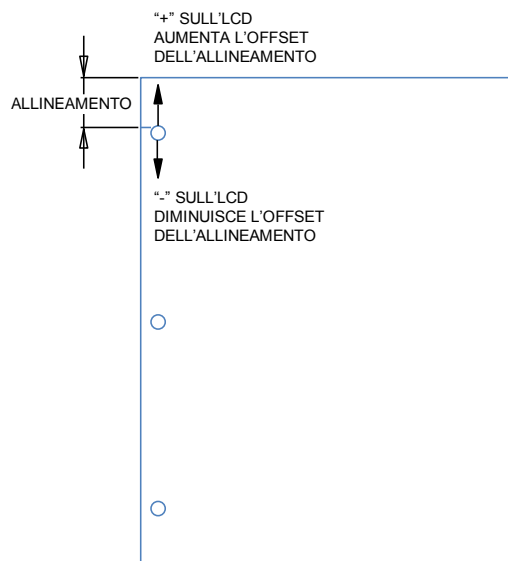 “+” SULL’LCD
AUMENTA L’OFFSET
DELL’ALLINEAMENTO
ALLINEAMENTO
“-” SULL’LCD
DIMINUISCE L’OFFSET
DELL’ALLINEAMENTO